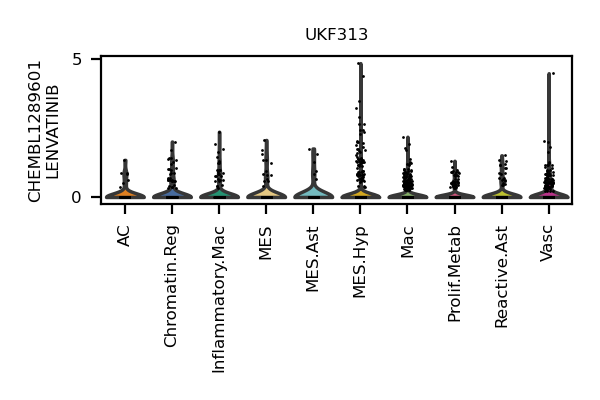 UKF313
CHEMBL1289601
LENVATINIB
5
0
AC
Chromatin.Reg
Inflammatory.Mac
MES
MES.Ast
MES.Hyp
Mac
Prolif.Metab
Reactive.Ast
Vasc